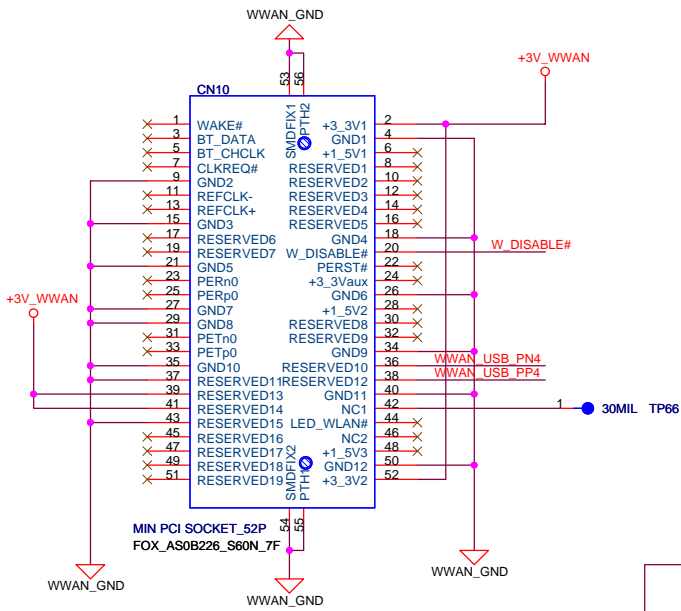 WWAN_GND
53
56
+3V_WWAN
CN10
SMDFIX1
PTH2
1 WAKE# +3_3V1 2
3 BT_DATA GND1 4
5 BT_CHCLK +1_5V1 6
7 CLKREQ# RESERVED1 8
9 GND2 RESERVED2 10
11 REFCLK- RESERVED3 12
13 REFCLK+ RESERVED4 14
15 GND3 RESERVED5 16
17 RESERVED6 GND4 18
19 RESERVED7 W_DISABLE# 20 W_DISABLE#
21 GND5 PERST# 22
23 PERn0 +3_3Vaux 24
25 PERp0 GND6 26
+3V_WWAN
27 GND7 +1_5V2 28
29 GND8 RESERVED8 30
31 PETn0 RESERVED9 32
33 PETp0 GND9 34
35 GND10 RESERVED10 36 WWAN_USB_PN4
37 RESERVED11 RESERVED12 38 WWAN_USB_PP4
39 RESERVED13 GND11 40
41 RESERVED14 NC1 42 1 30MIL TP66
43 RESERVED15 LED_WLAN# 44
45 RESERVED16 NC2 46
47 RESERVED17 +1_5V3 48
49 RESERVED18 GND12 50
51 RESERVED19 +3_3V2 52
SMDFIX2
PTH1
54
55
MIN PCI SOCKET_52P
FOX_AS0B226_S60N_7F
WWAN_GND
WWAN_GND
WWAN_GND